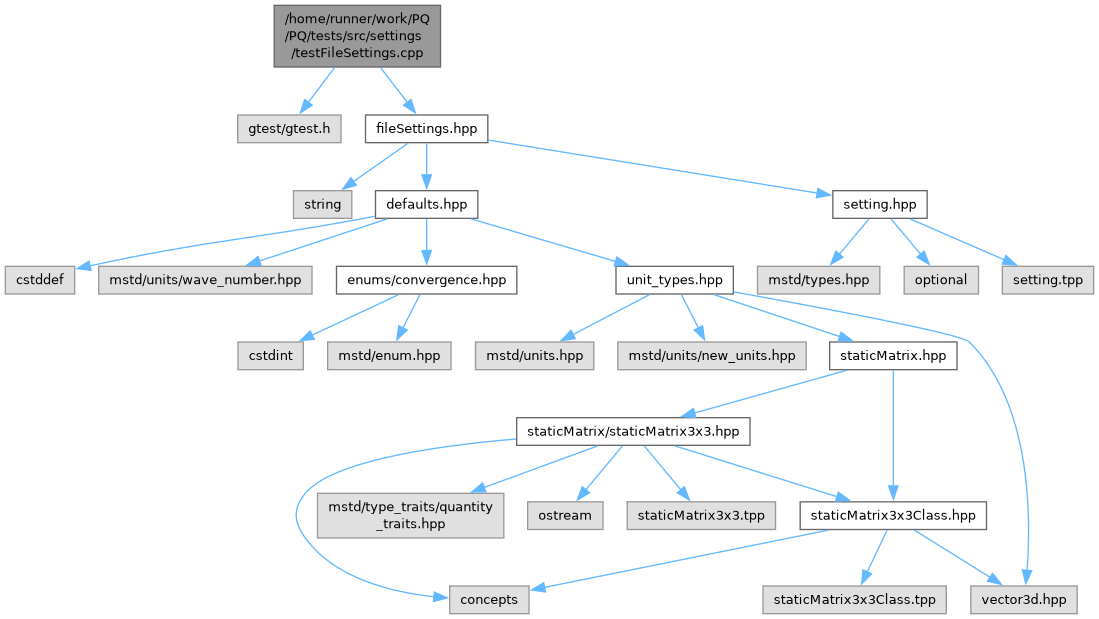 /home/runner/work/PQ
/PQ/tests/src/settings
/testFileSettings.cpp
gtest/gtest.h
fileSettings.hpp
string
defaults.hpp
setting.hpp
cstddef
mstd/units/wave_number.hpp
enums/convergence.hpp
unit_types.hpp
mstd/types.hpp
optional
setting.tpp
cstdint
mstd/enum.hpp
mstd/units.hpp
mstd/units/new_units.hpp
staticMatrix.hpp
staticMatrix/staticMatrix3x3.hpp
mstd/type_traits/quantity
_traits.hpp
ostream
staticMatrix3x3.tpp
staticMatrix3x3Class.hpp
concepts
staticMatrix3x3Class.tpp
vector3d.hpp